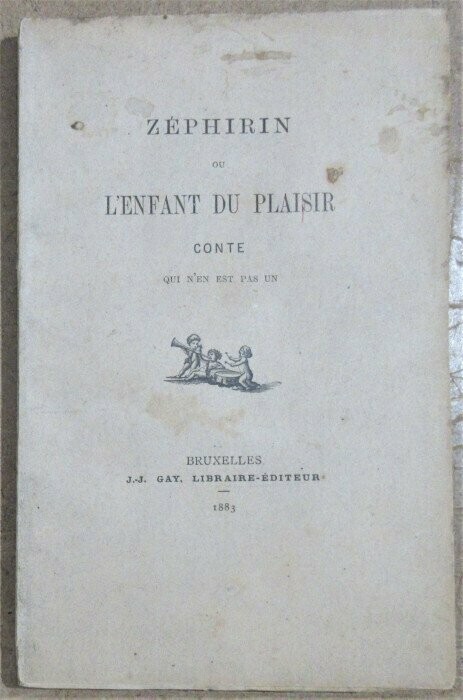 ZÉPHIRIN
OU
L'ENFANT DU PLAISIR
CONTE
QUI N'EN EST PAS UN
BRUXELLES
J.-J. GAY, LIBRAIRE-ÉDITEUR
—
1883